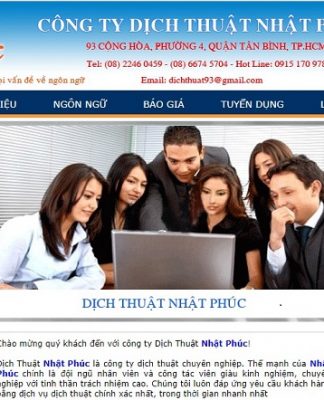 CÔNG TY DỊCH THUẬT NHẬT P
93 CỘNG HÒA, PHƯỜNG 4, QUẬN TÂN BÌNH, TP.HCM
Tel: (08) 2246 0459 - (08) 6674 5704 - Hot Line: 0915 170 978
ọi vấn đề về ngôn ngữ
Email: dichthuat93@gmail.com
IỆU NGÔN NGỮ BÁO GIÁ TUYỂN DỤNG L
DỊCH THUẬT NHẬT PHÚC
Chào mừng quý khách đến với công ty Dịch Thuật Nhật Phúc!
Dịch Thuật Nhật Phúc là công ty dịch thuật chuyên nghiệp. Thế mạnh của Nhậ
Phúc chính là đội ngũ nhân viên và công tác viên giàu kinh nghiệm, chuyê
nghiệp với tinh thần trách nhiệm cao. Chúng tôi luôn đáp ứng yêu cầu khách hàn
bằng dịch vụ dịch thuật chính xác nhất, trong thời gian nhanh nhất